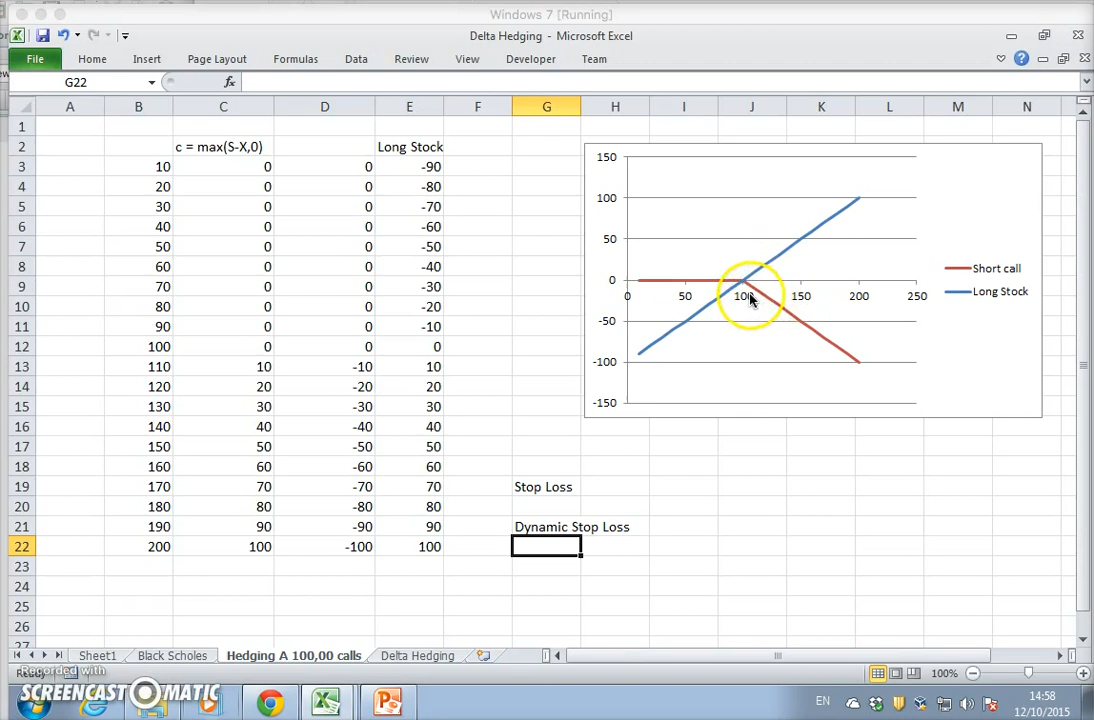 Windows 7 [Running]
Delta Hedging - Microsoft Excel
File Home Insert Page Layout Formulas Data Review View Developer Team
G22 fx
A B C D E F G H I J K L M N
1
2 c = max(S-X,0) Long Stock
3 10 0 0 -90
4 20 0 0 -80
5 30 0 0 -70
6 40 0 0 -60
7 50 0 0 -50
8 60 0 0 -40
9 70 0 0 -30
10 80 0 0 -20
11 90 0 0 -10
12 100 0 0 0
13 110 10 -10 10
14 120 20 -20 20
15 130 30 -30 30
16 140 40 -40 40
17 150 50 -50 50
18 160 60 -60 60
19 170 70 -70 70 Stop Loss
20 180 80 -80 80
21 190 90 -90 90 Dynamic Stop Loss
22 200 100 -100 100
23
24
25
26
27
150
100
50
0
-50
-100
-150
0 50 100 150 200 250
Short call
Long Stock
Sheet1 Black Scholes Hedging A 100,00 calls Delta Hedging
Ready 100%
Recorded with
SCREENCAST MATIC
EN 14:58
12/10/2015